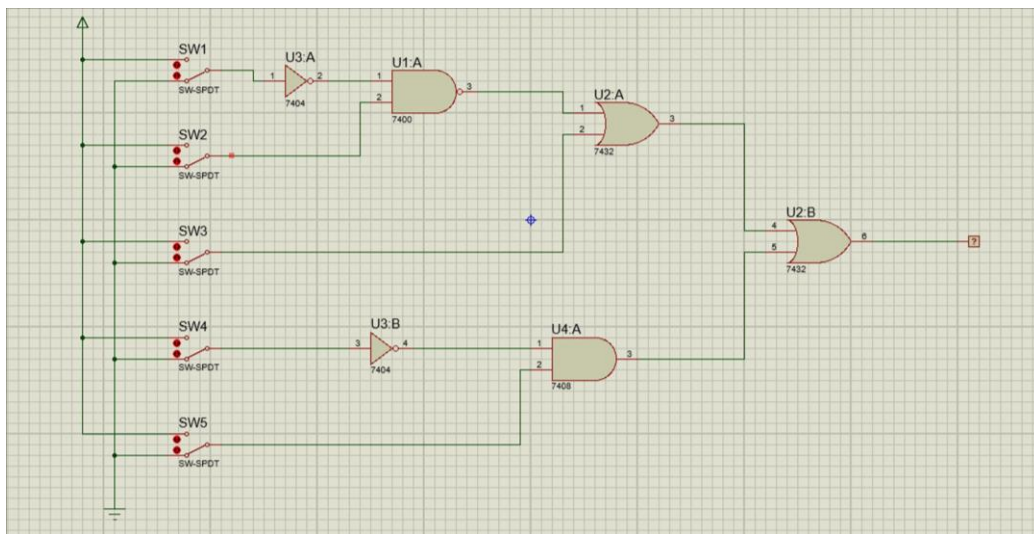 SW1
SW-SPDT
U3:A
1
2
7404
U1:A
1
2
3
7400
SW2
SW-SPDT
U2:A
1
2
3
7432
SW3
SW-SPDT
U2:B
4
5
6
7432
?
SW4
SW-SPDT
U3:B
3
4
7404
U4:A
1
2
3
7408
SW5
SW-SPDT